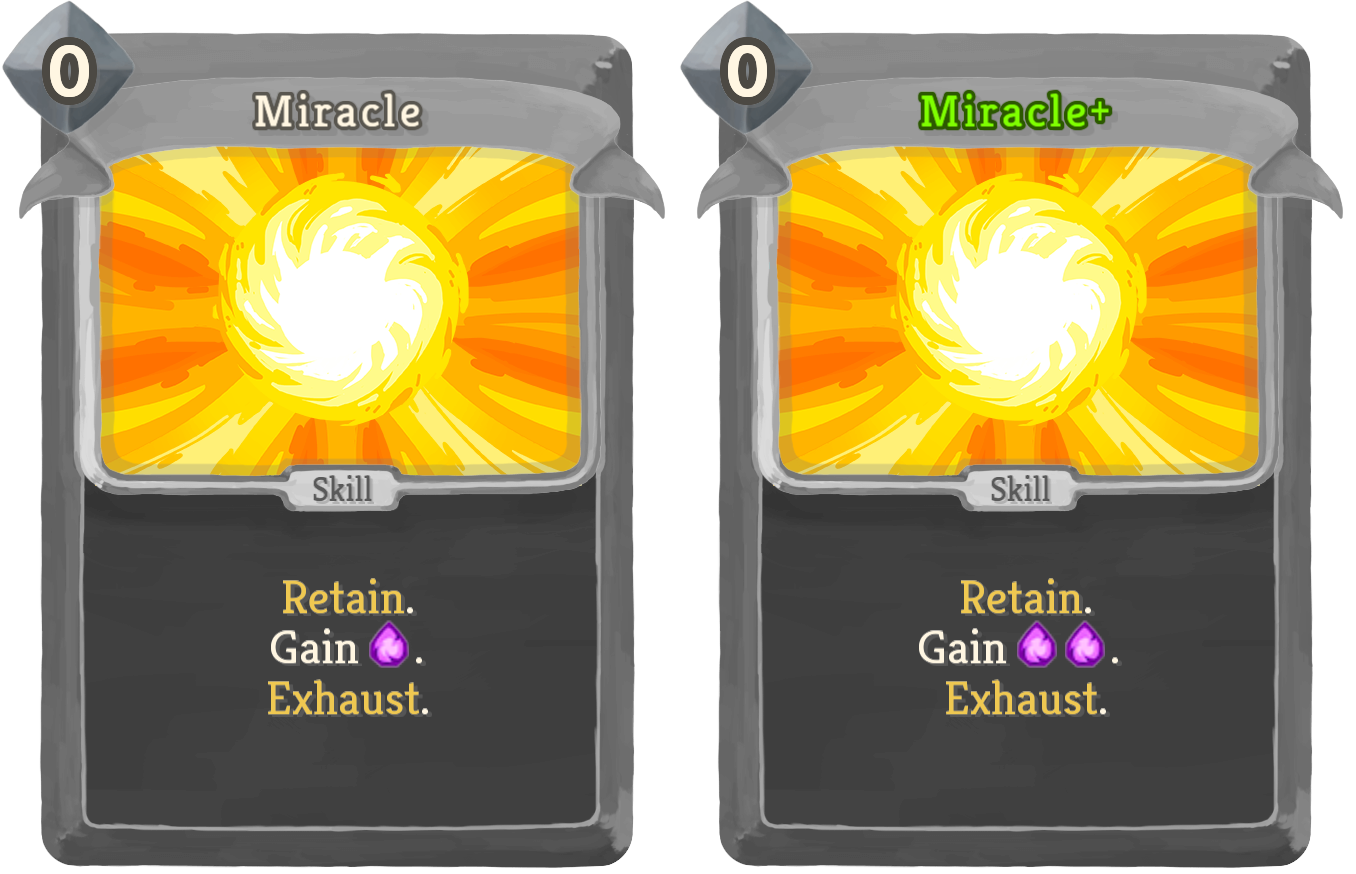 0
Miracle
Skill
Retain.
Gain .
Exhaust.
0
Miracle+
Skill
Retain.
Gain .
Exhaust.